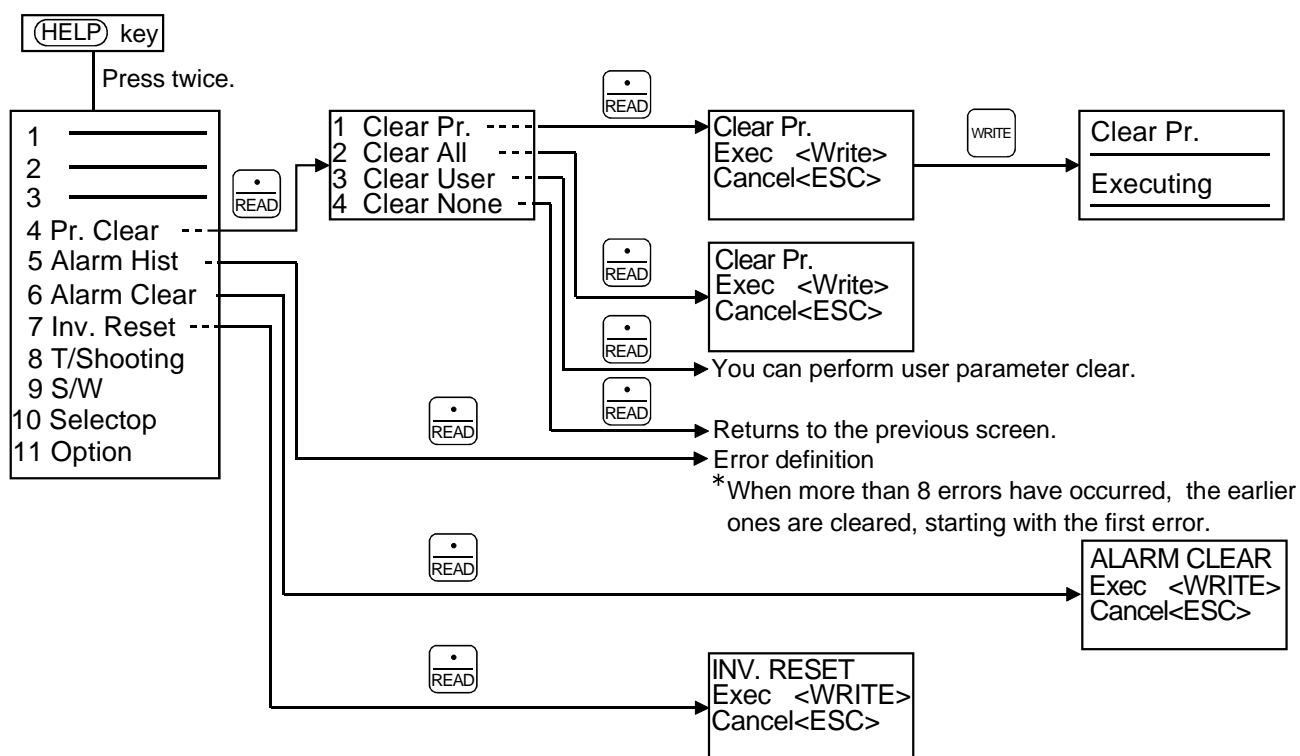 HELP key
Press twice.
1
2
3
4 Pr. Clear
5 Alarm Hist
6 Alarm Clear
7 Inv. Reset
8 T/Shooting
9 S/W
10 Selectop
11 Option
READ
1 Clear Pr.
2 Clear All
3 Clear User
4 Clear None
READ
Clear Pr.
Exec <Write>
Cancel<ESC>
WRITE
Clear Pr.
Executing
READ
Clear Pr.
Exec <Write>
Cancel<ESC>
READ
You can perform user parameter clear.
READ
Returns to the previous screen.
READ
Error definition
*When more than 8 errors have occurred, the earlier
ones are cleared, starting with the first error.
READ
ALARM CLEAR
Exec <WRITE>
Cancel<ESC>
READ
INV. RESET
Exec <WRITE>
Cancel<ESC>